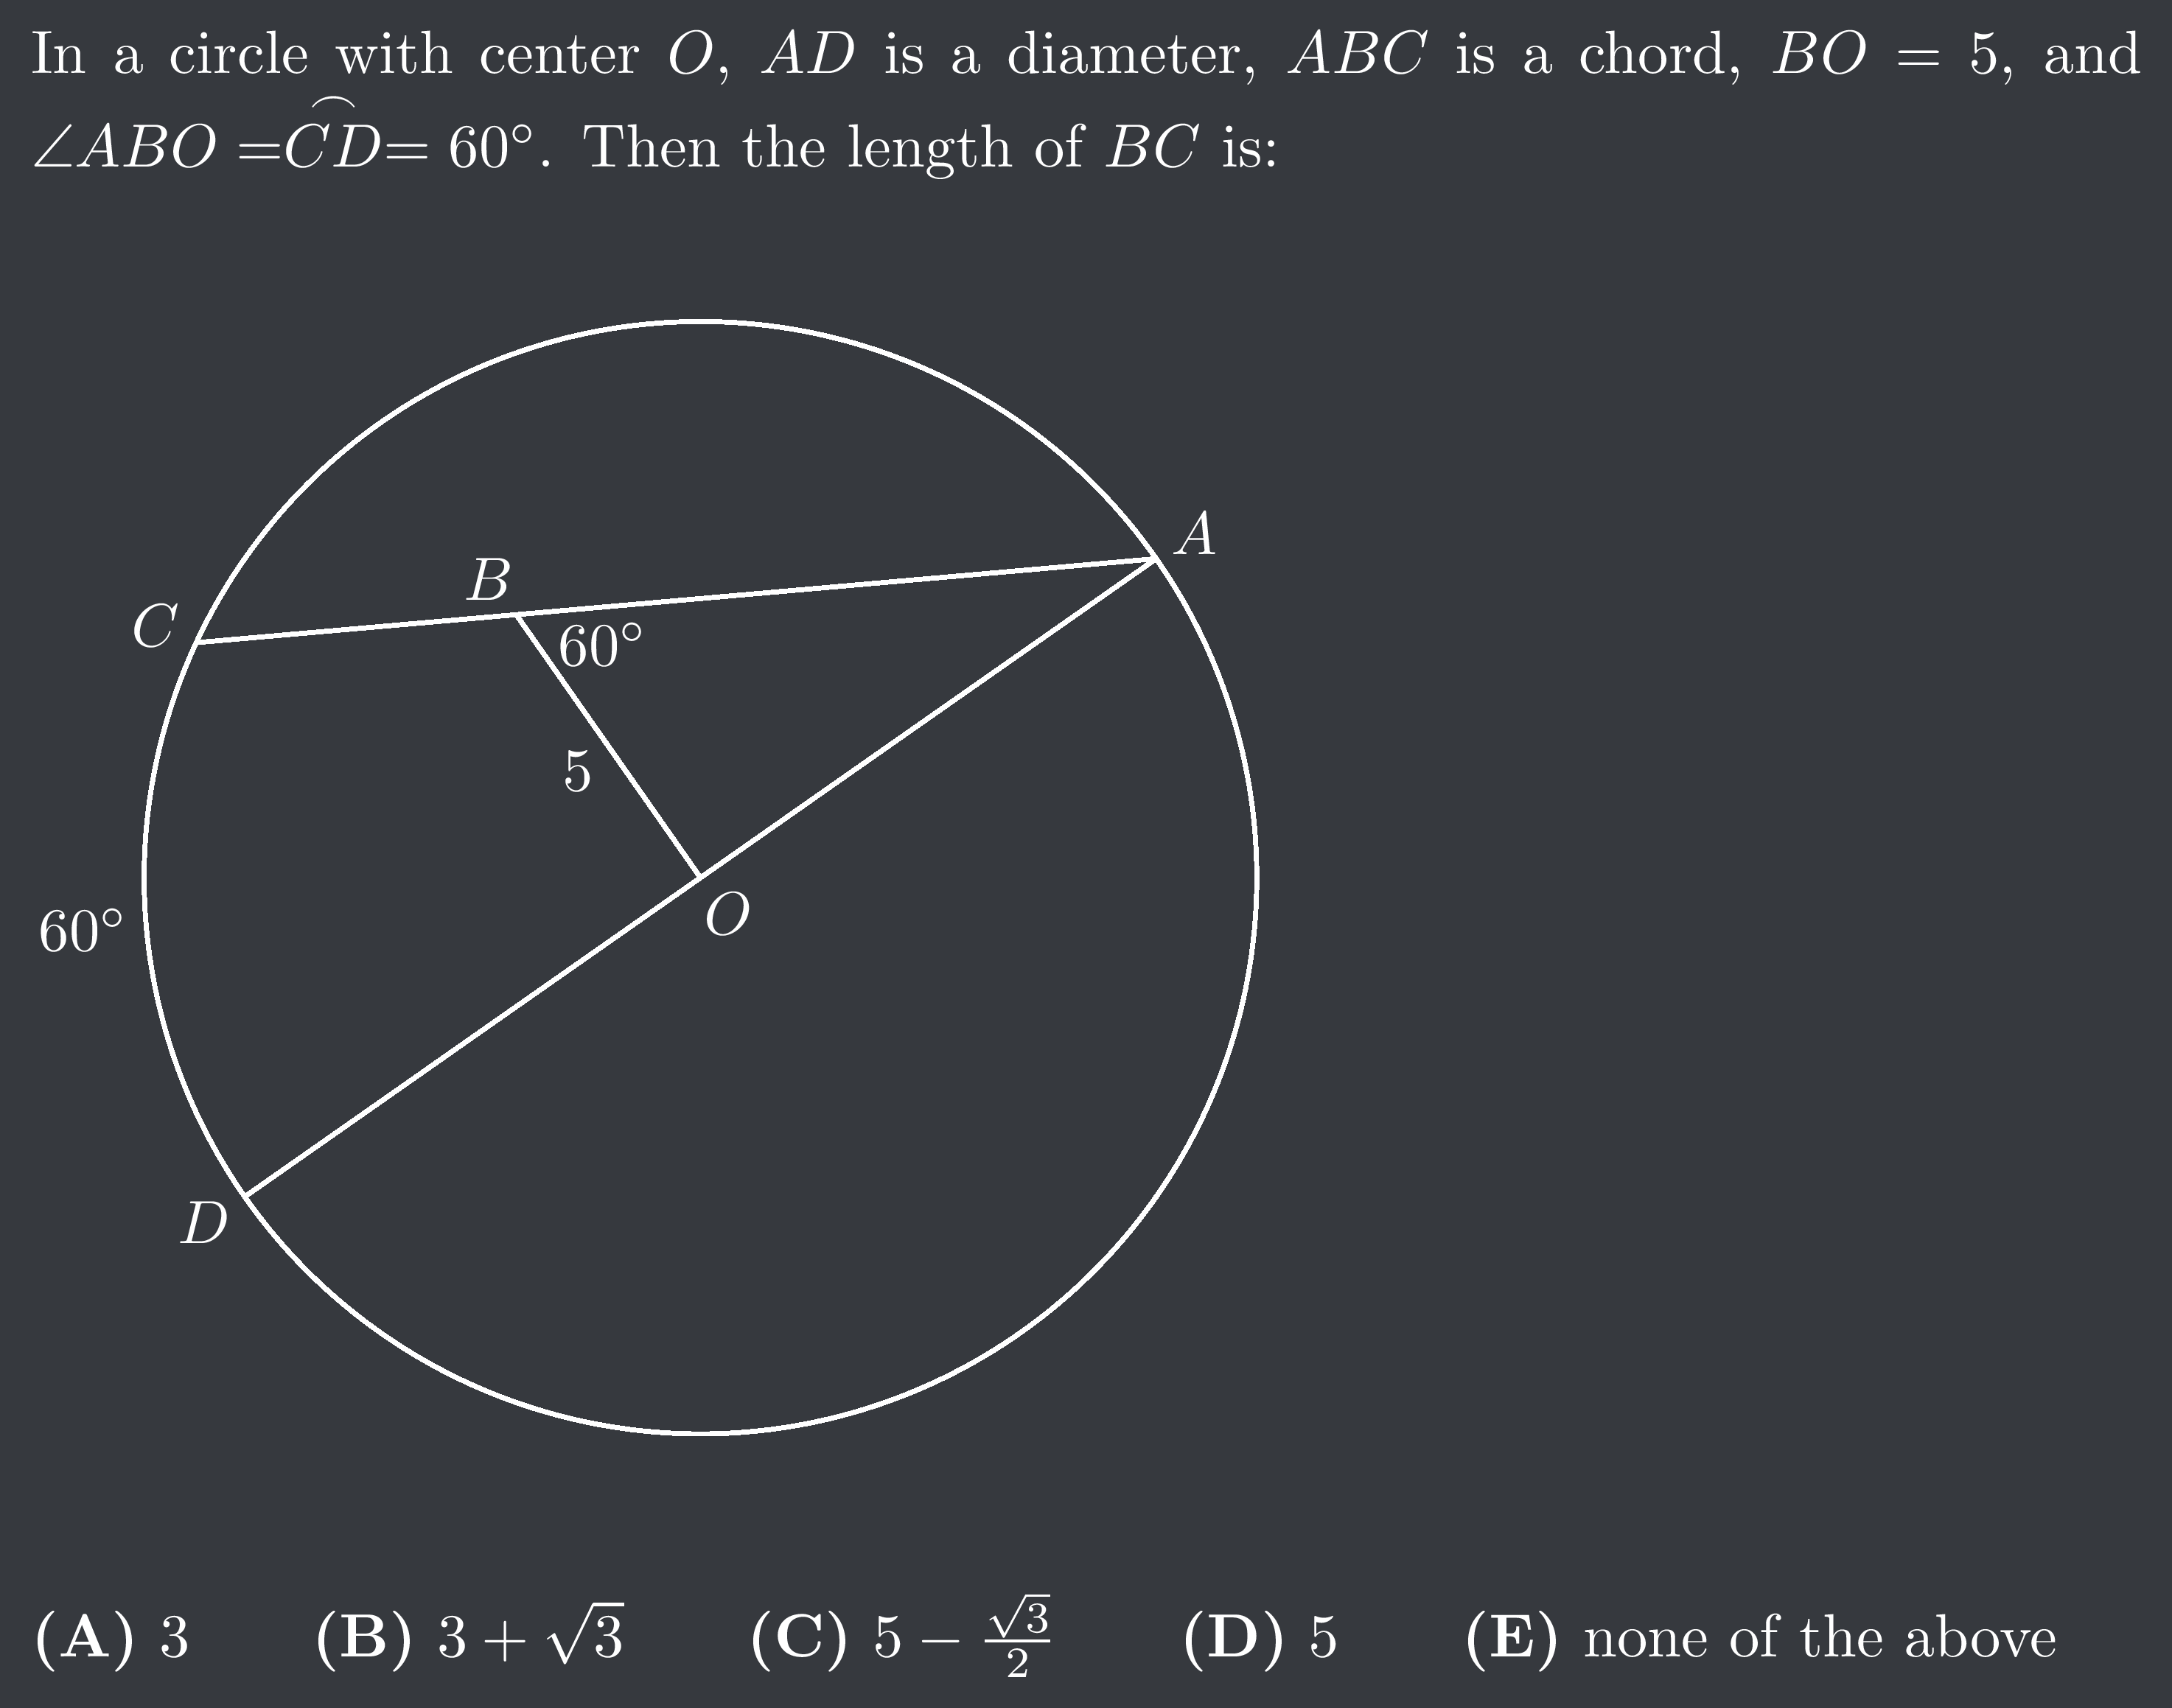 In a circle with center $O$, $AD$ is a diameter, $ABC$ is a chord, $BO = 5$, and
$\angle ABO = \overset{\frown}{CD} = 60^\circ$. Then the length of $BC$ is:
A
B
C
60°
5
O
60°
D
(A) 3 (B) $3 + \sqrt{3}$ (C) $5 - \frac{\sqrt{3}}{2}$ (D) 5 (E) none of the above